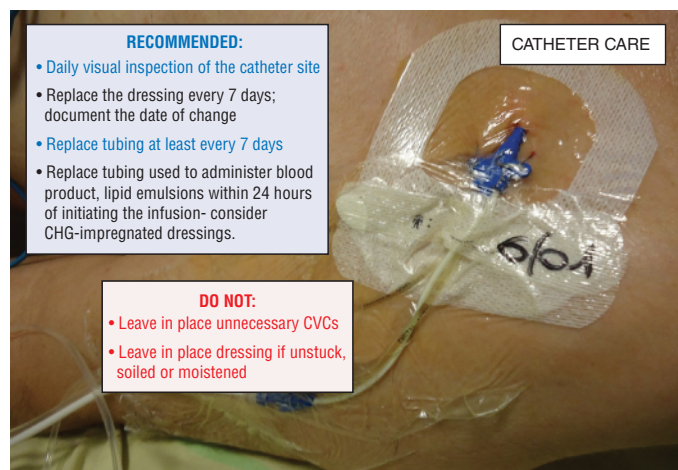 RECOMMENDED:
• Daily visual inspection of the catheter site
• Replace the dressing every 7 days;
document the date of change
• Replace tubing at least every 7 days
• Replace tubing used to administer blood
product, lipid emulsions within 24 hours
of initiating the infusion- consider
CHG-impregnated dressings.
CATHETER CARE
DO NOT:
• Leave in place unnecessary CVCs
• Leave in place dressing if unstuck,
soiled or moistened